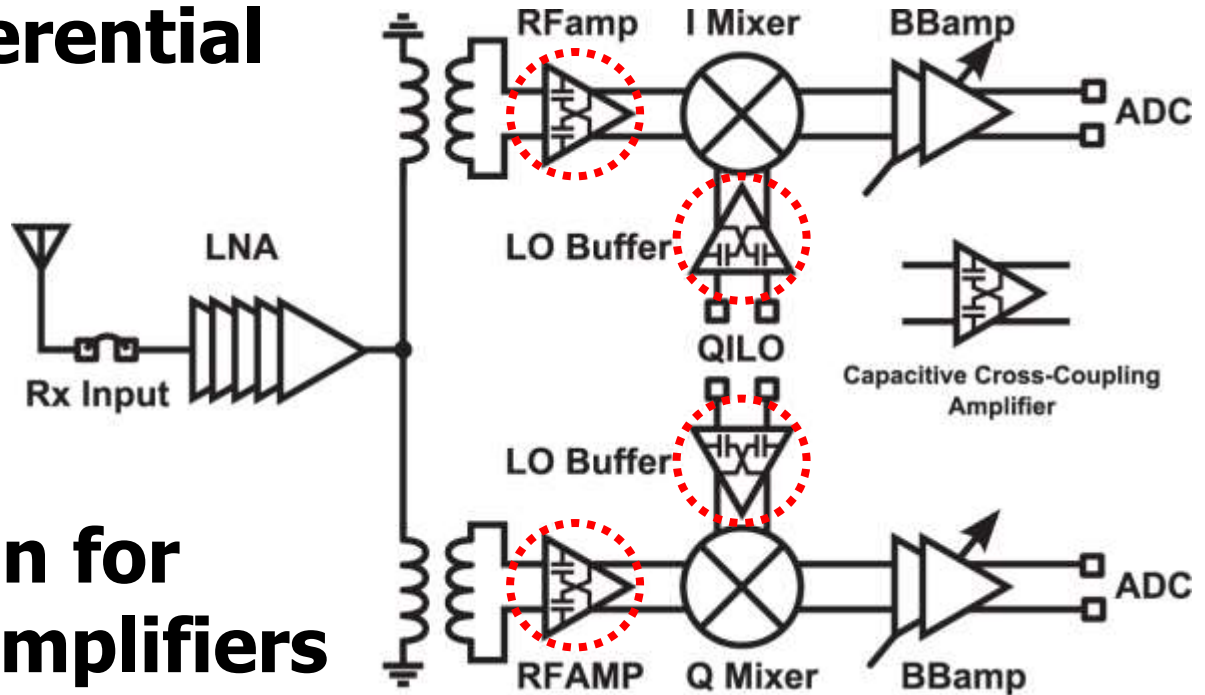 erential
RFamp
I Mixer
BBamp
ADC
LNA
LO Buffer
Rx Input
QILO
Capacitive Cross-Coupling
Amplifier
LO Buffer
n for
mplifiers
ADC
RFAMP
Q Mixer
BBamp